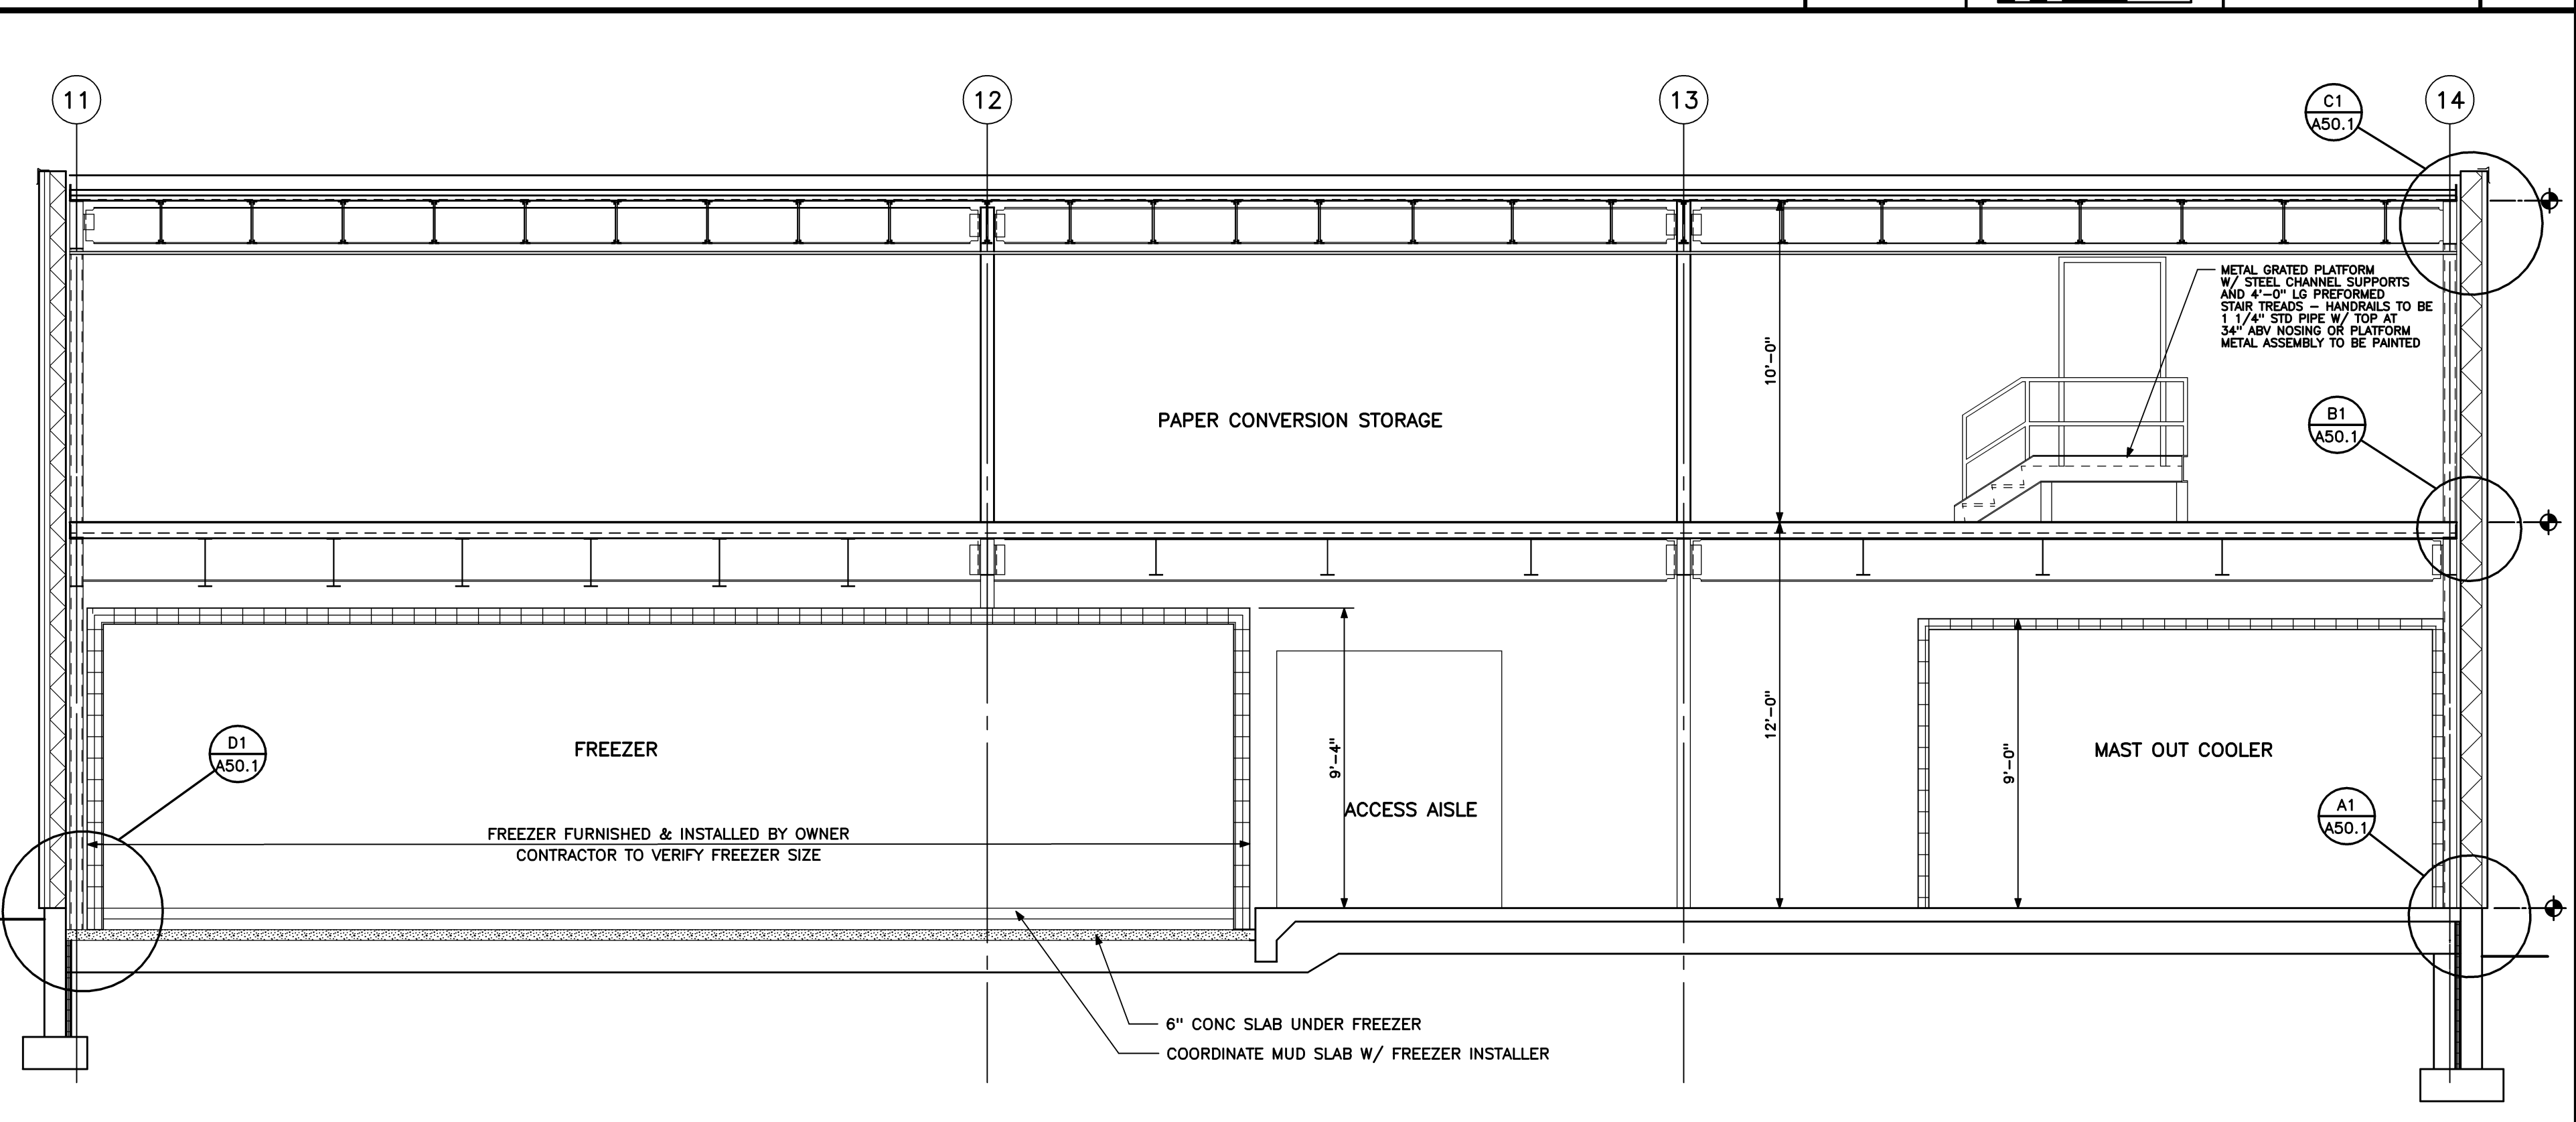 11
12
13
14
C1
A50.1
METAL GRATED PLATFORM
W/ STEEL CHANNEL SUPPORTS
AND 4'-0" LG PREFORMED
STAIR TREADS – HANDRAILS TO BE
1 1/4" STD PIPE W/ TOP AT
34" ABV NOSING OR PLATFORM
METAL ASSEMBLY TO BE PAINTED
10'-0"
PAPER CONVERSION STORAGE
B1
A50.1
D1
A50.1
FREEZER
9'-4"
12'-0"
9'-0"
MAST OUT COOLER
ACCESS AISLE
A1
A50.1
FREEZER FURNISHED & INSTALLED BY OWNER
CONTRACTOR TO VERIFY FREEZER SIZE
6" CONC SLAB UNDER FREEZER
COORDINATE MUD SLAB W/ FREEZER INSTALLER